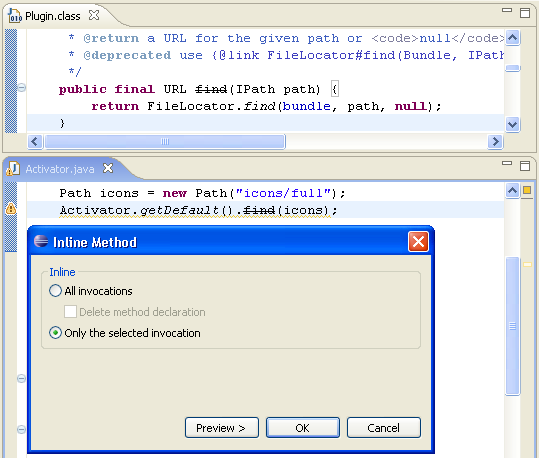 Plugin.class
* @return a URL for the given path or <code>null</code>
* @deprecated use {@link FileLocator#find(Bundle, IPath
*/
public final URL find(IPath path) {
return FileLocator.find(bundle, path, null);
}
Activator.java
Path icons = new Path("icons/full");
Activator.getDefault().find(icons);
Inline Method
Inline
All invocations
Delete method declaration
Only the selected invocation
Preview >
OK
Cancel